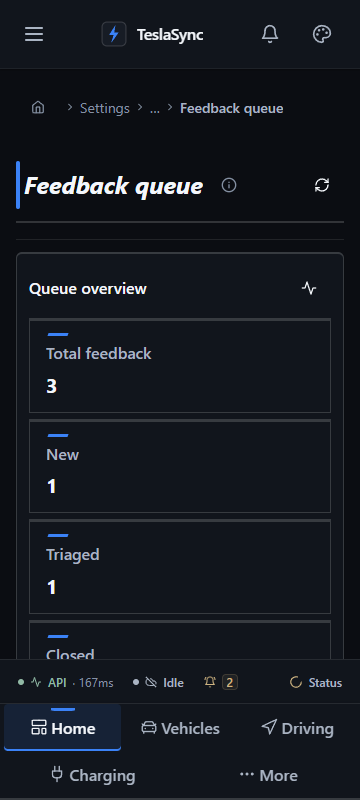 TeslaSync
Settings
...
Feedback queue
Feedback queue
Queue overview
Total feedback
3
New
1
Triaged
1
Closed
API · 167ms
Idle
2
Status
Home
Vehicles
Driving
Charging
More